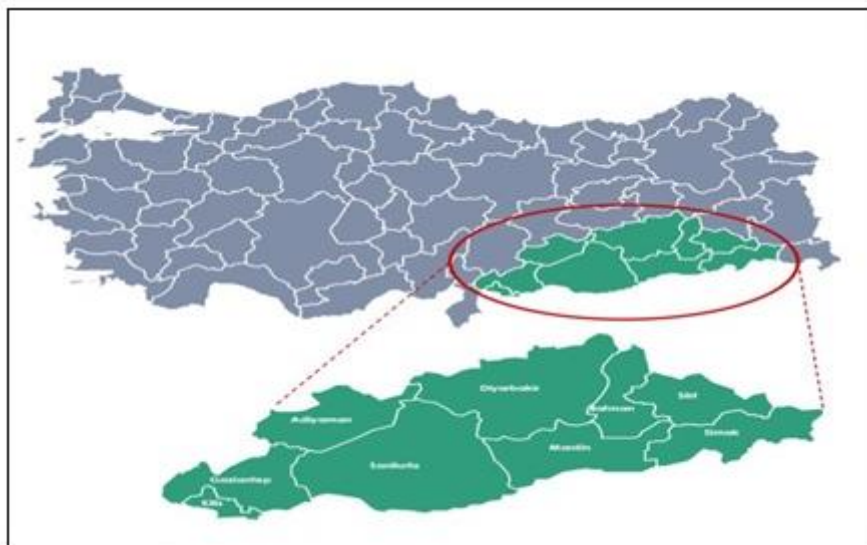 Diyarbakır
Batman
Siirt
Adıyaman
Şırnak
Mardin
Şanlıurfa
Gaziantep
Kilis